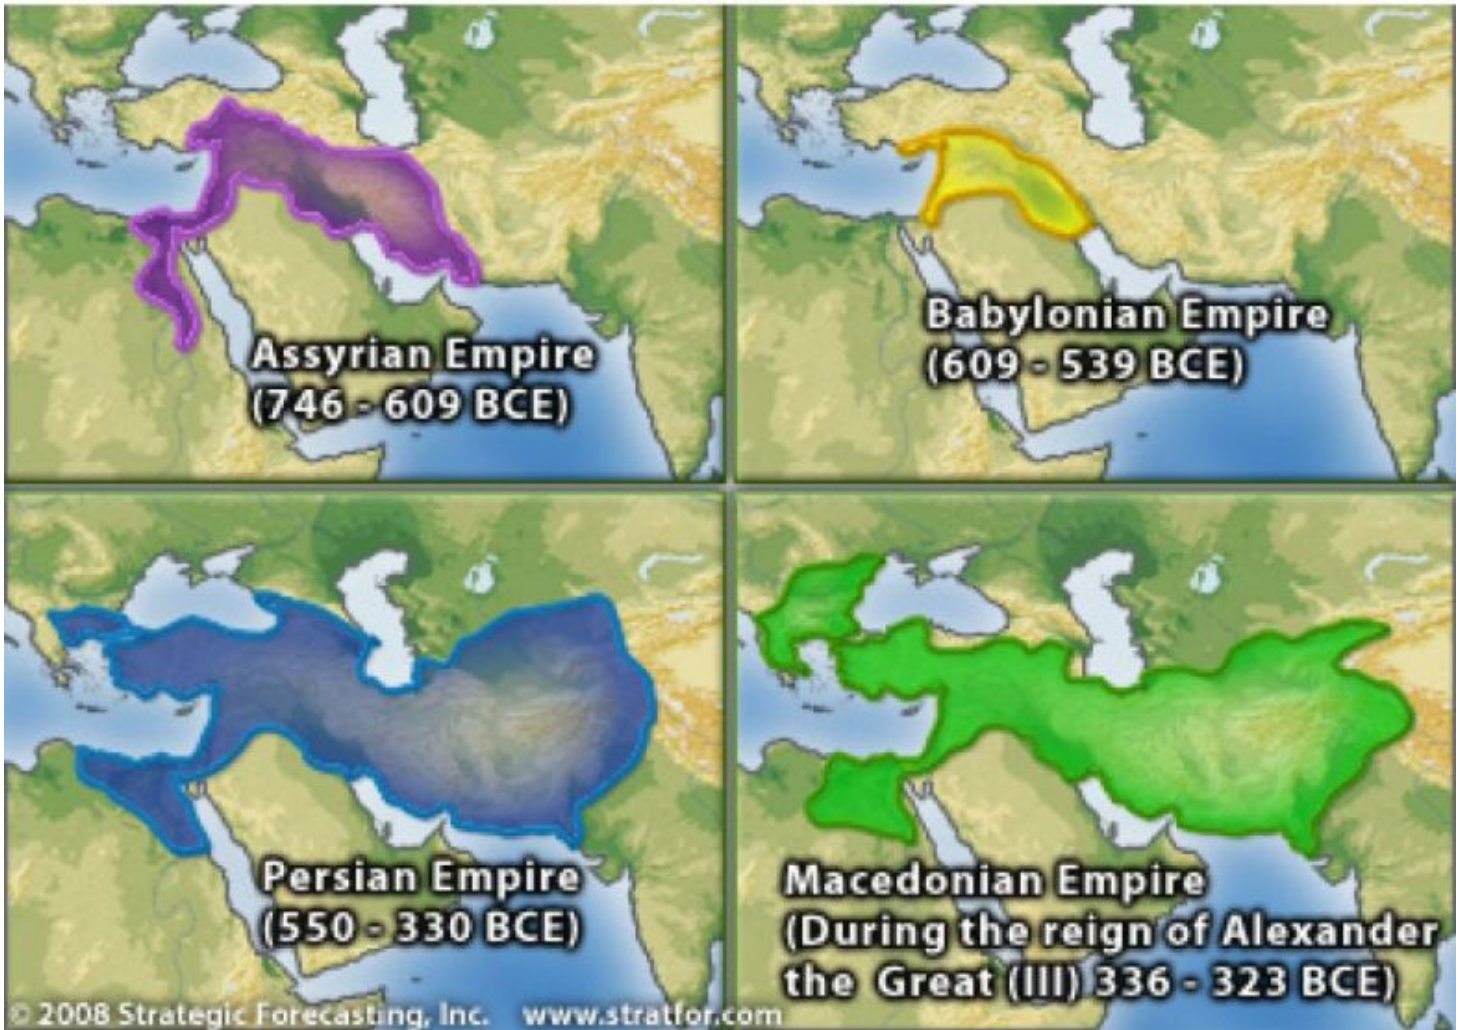 Assyrian Empire
(746 - 609 BCE)
Babylonian Empire
(609 - 539 BCE)
Persian Empire
(550 - 330 BCE)
Macedonian Empire
(During the reign of Alexander
the Great (III) 336 - 323 BCE)
© 2008 Strategic Forecasting, Inc. www.stratfor.com